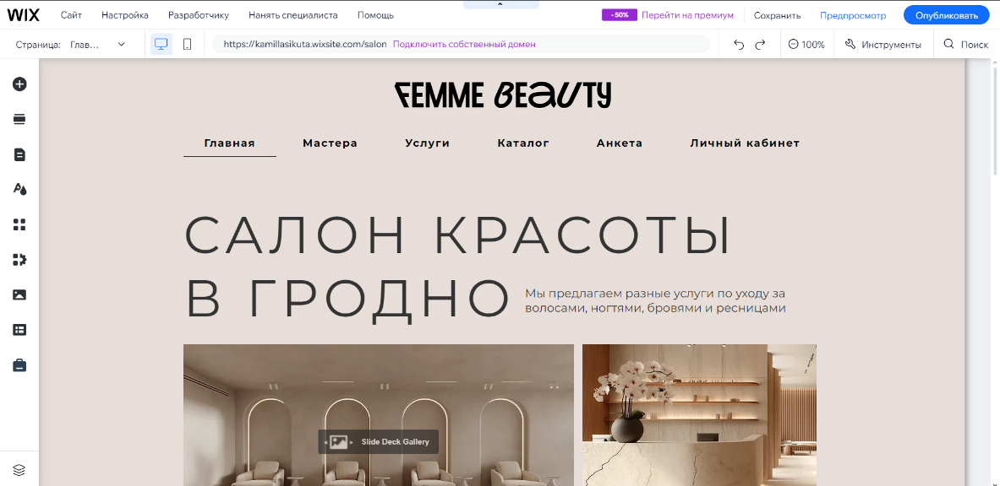 WIX Сайт Настройка Разработчику Нанять специалиста Помощь -50% Перейти на премиум Сохранить Предпросмотр Опубликовать
Страница: Глав... https://kamillasikuta.wixsite.com/salon Подключить собственный домен 100% Инструменты Поиск
FEMME BEAUTY
Главная Мастера Услуги Каталог Анкета Личный кабинет
САЛОН КРАСОТЫ
В ГРОДНО
Мы предлагаем разные услуги по уходу за
волосами, ногтями, бровями и ресницами
Slide Deck Gallery